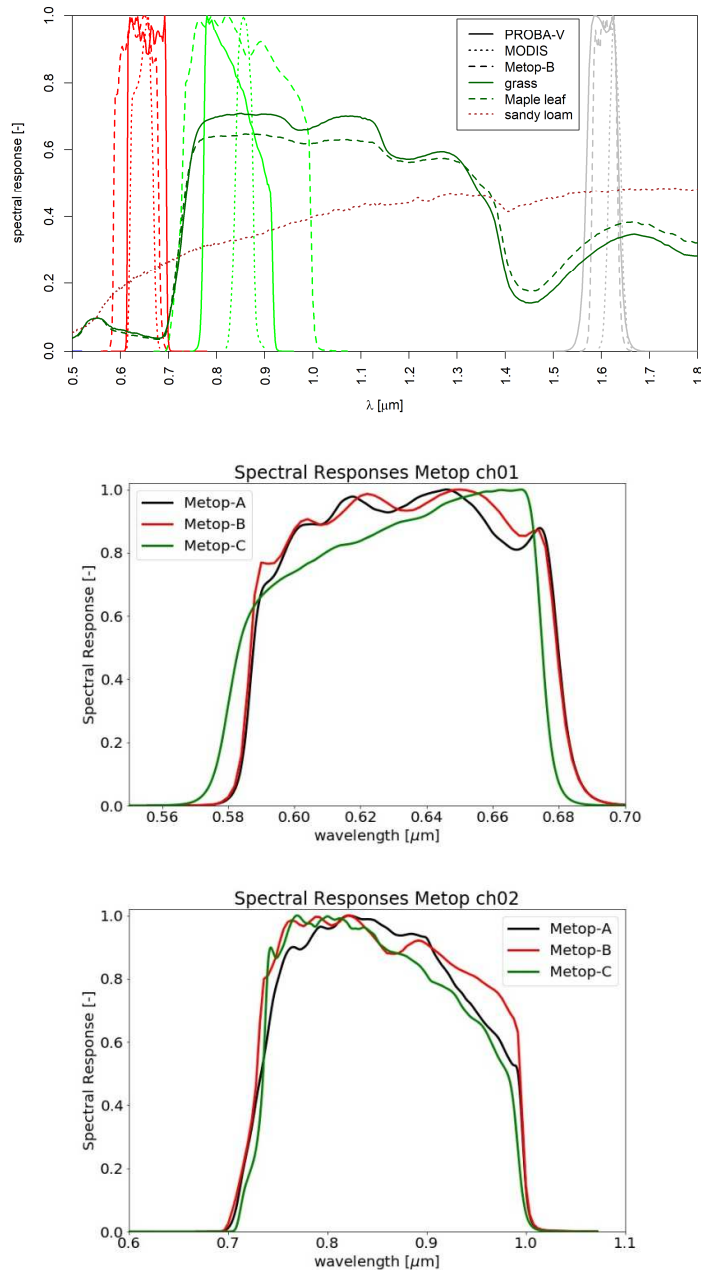 1.0
0.8
0.6
0.4
0.2
0.0
spectral response [-]
PROBA-V
MODIS
Metop-B
grass
Maple leaf
sandy loam
0.5 0.6 0.7 0.8 0.9 1.0 1.1 1.2 1.3 1.4 1.5 1.6 1.7 1.8
λ [μm]
Spectral Responses Metop ch01
1.0
0.8
0.6
0.4
0.2
0.0
Spectral Response [-]
Metop-A
Metop-B
Metop-C
0.56 0.58 0.60 0.62 0.64 0.66 0.68 0.70
wavelength [μm]
Spectral Responses Metop ch02
1.0
0.8
0.6
0.4
0.2
0.0
Spectral Response [-]
Metop-A
Metop-B
Metop-C
0.6 0.7 0.8 0.9 1.0 1.1
wavelength [μm]